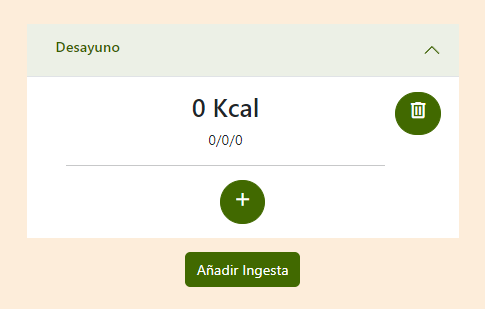 Desayuno
0 Kcal
0/0/0
+
Añadir Ingesta